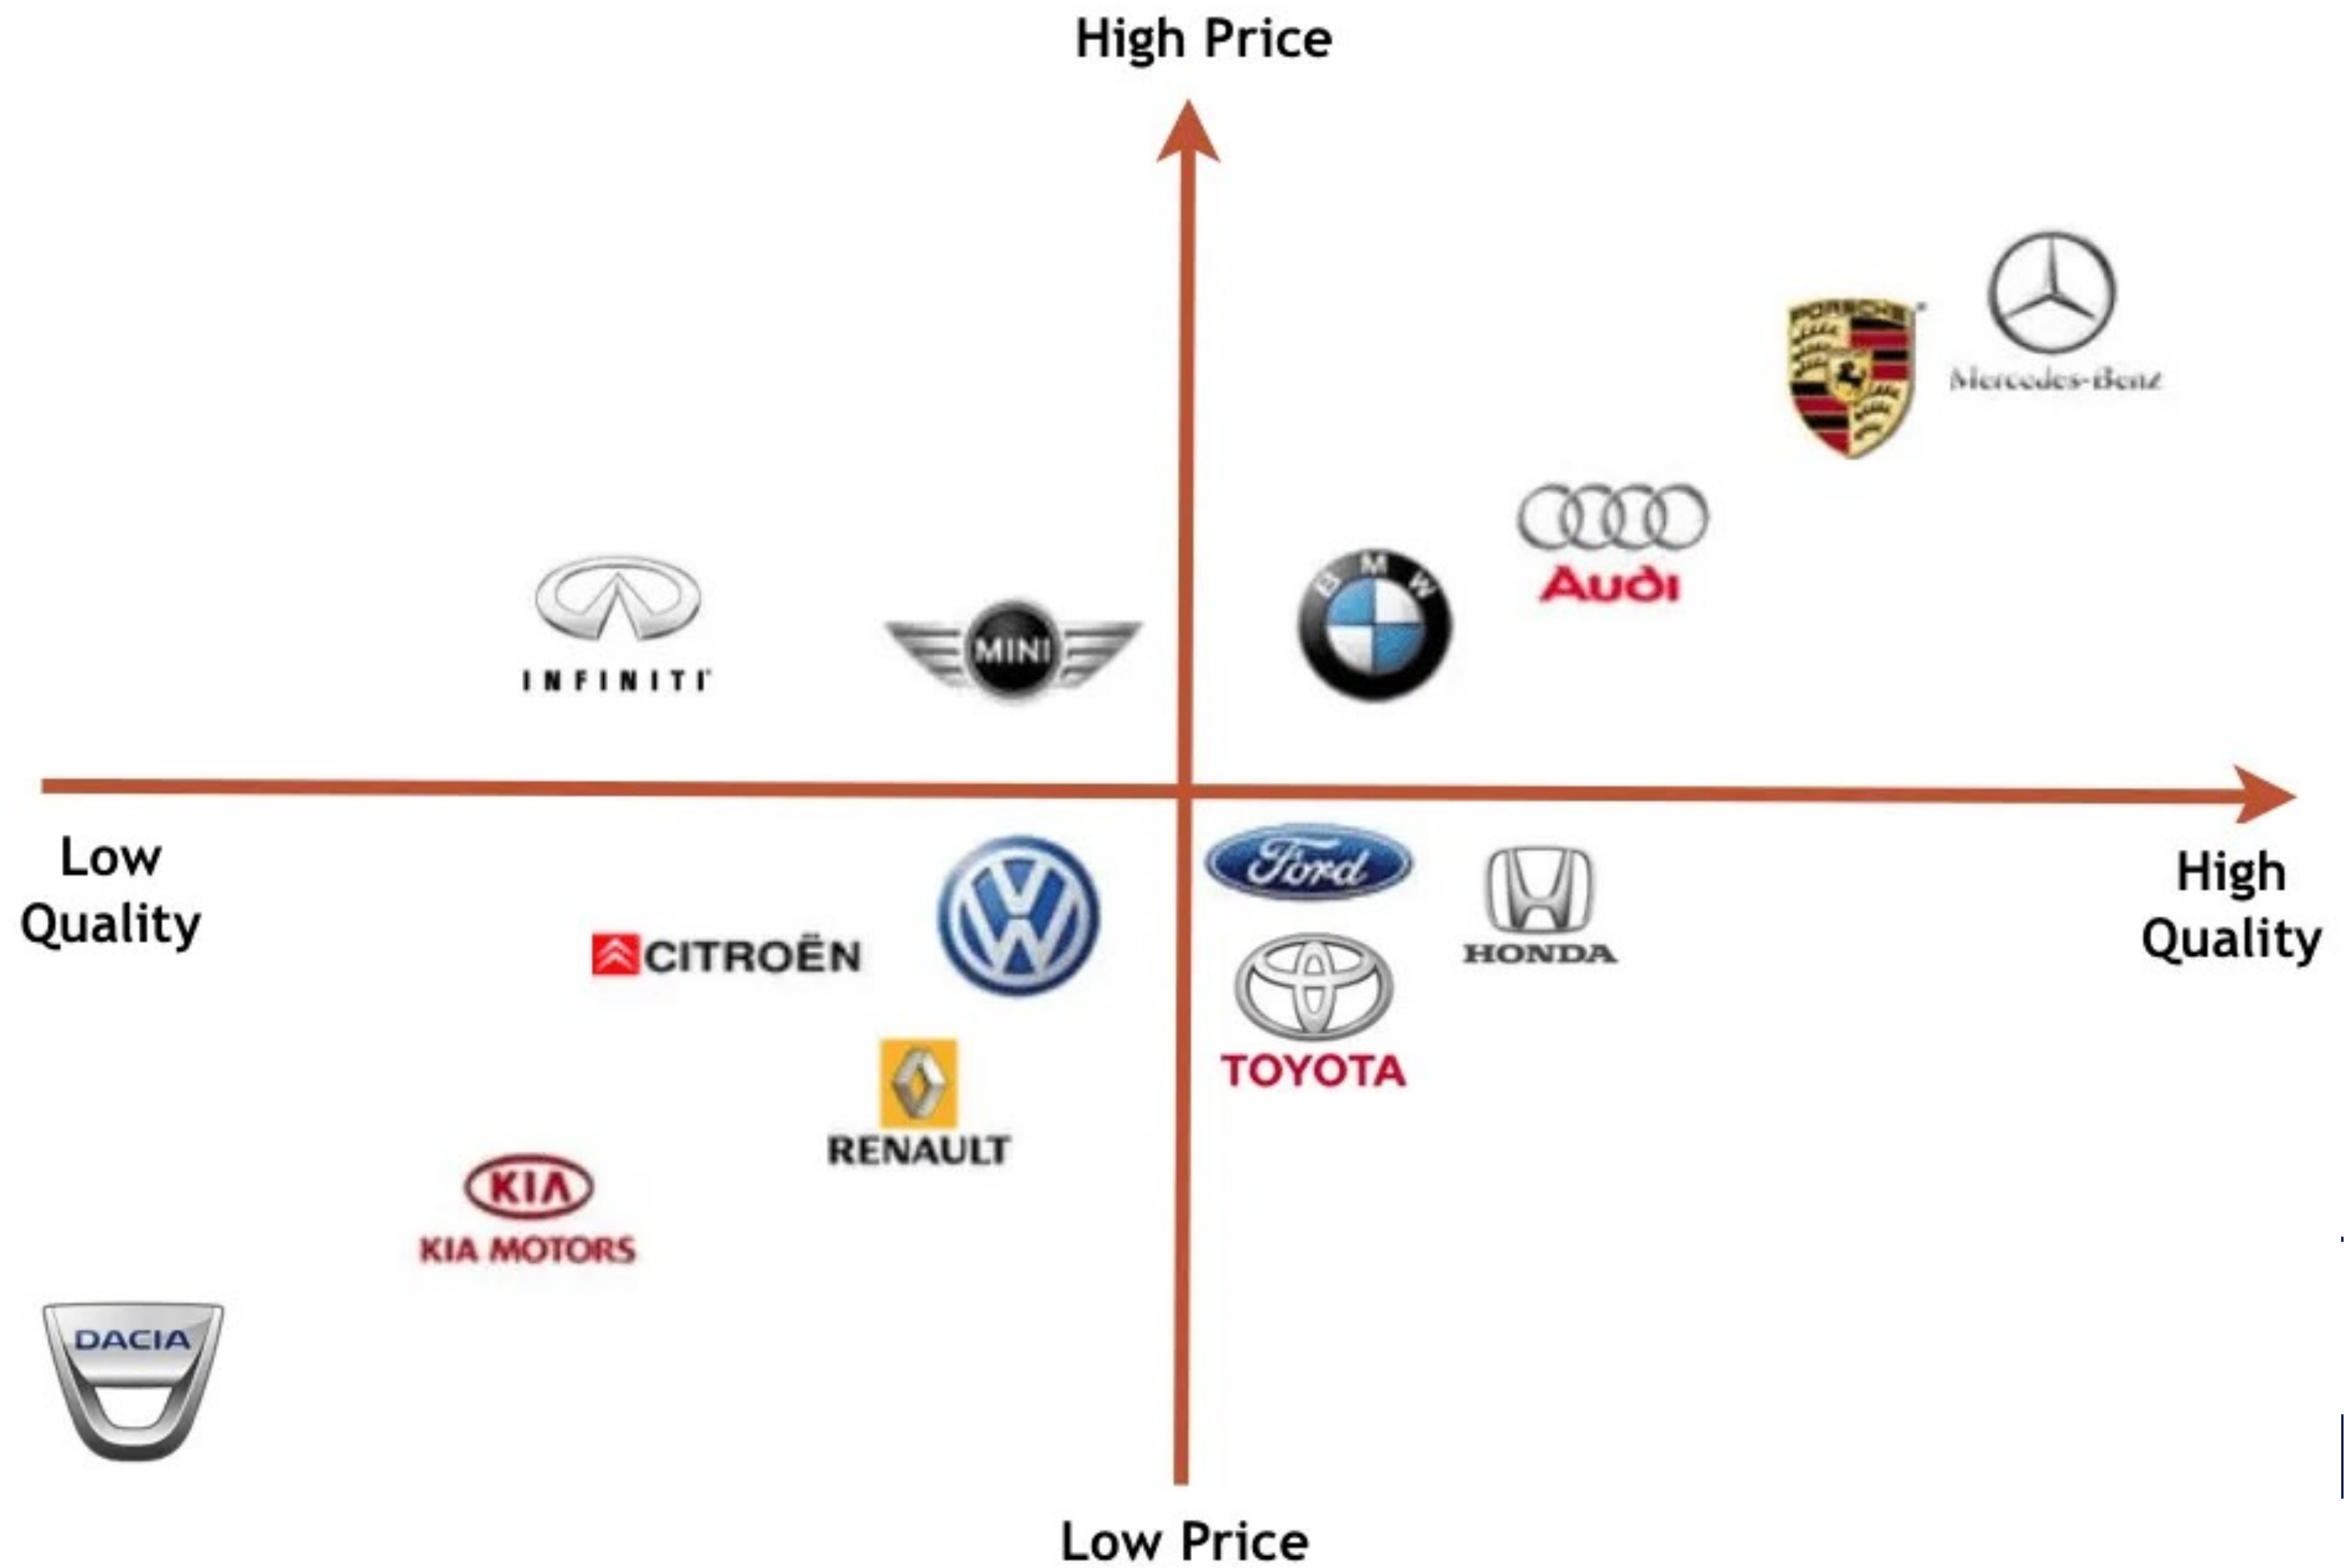 High Price
PORSCHE
Mercedes-Benz
Audi
BMW
INFINITI
MINI
Low
Quality
High
Quality
Ford
HONDA
CITROËN
TOYOTA
RENAULT
KIA
KIA MOTORS
DACIA
Low Price